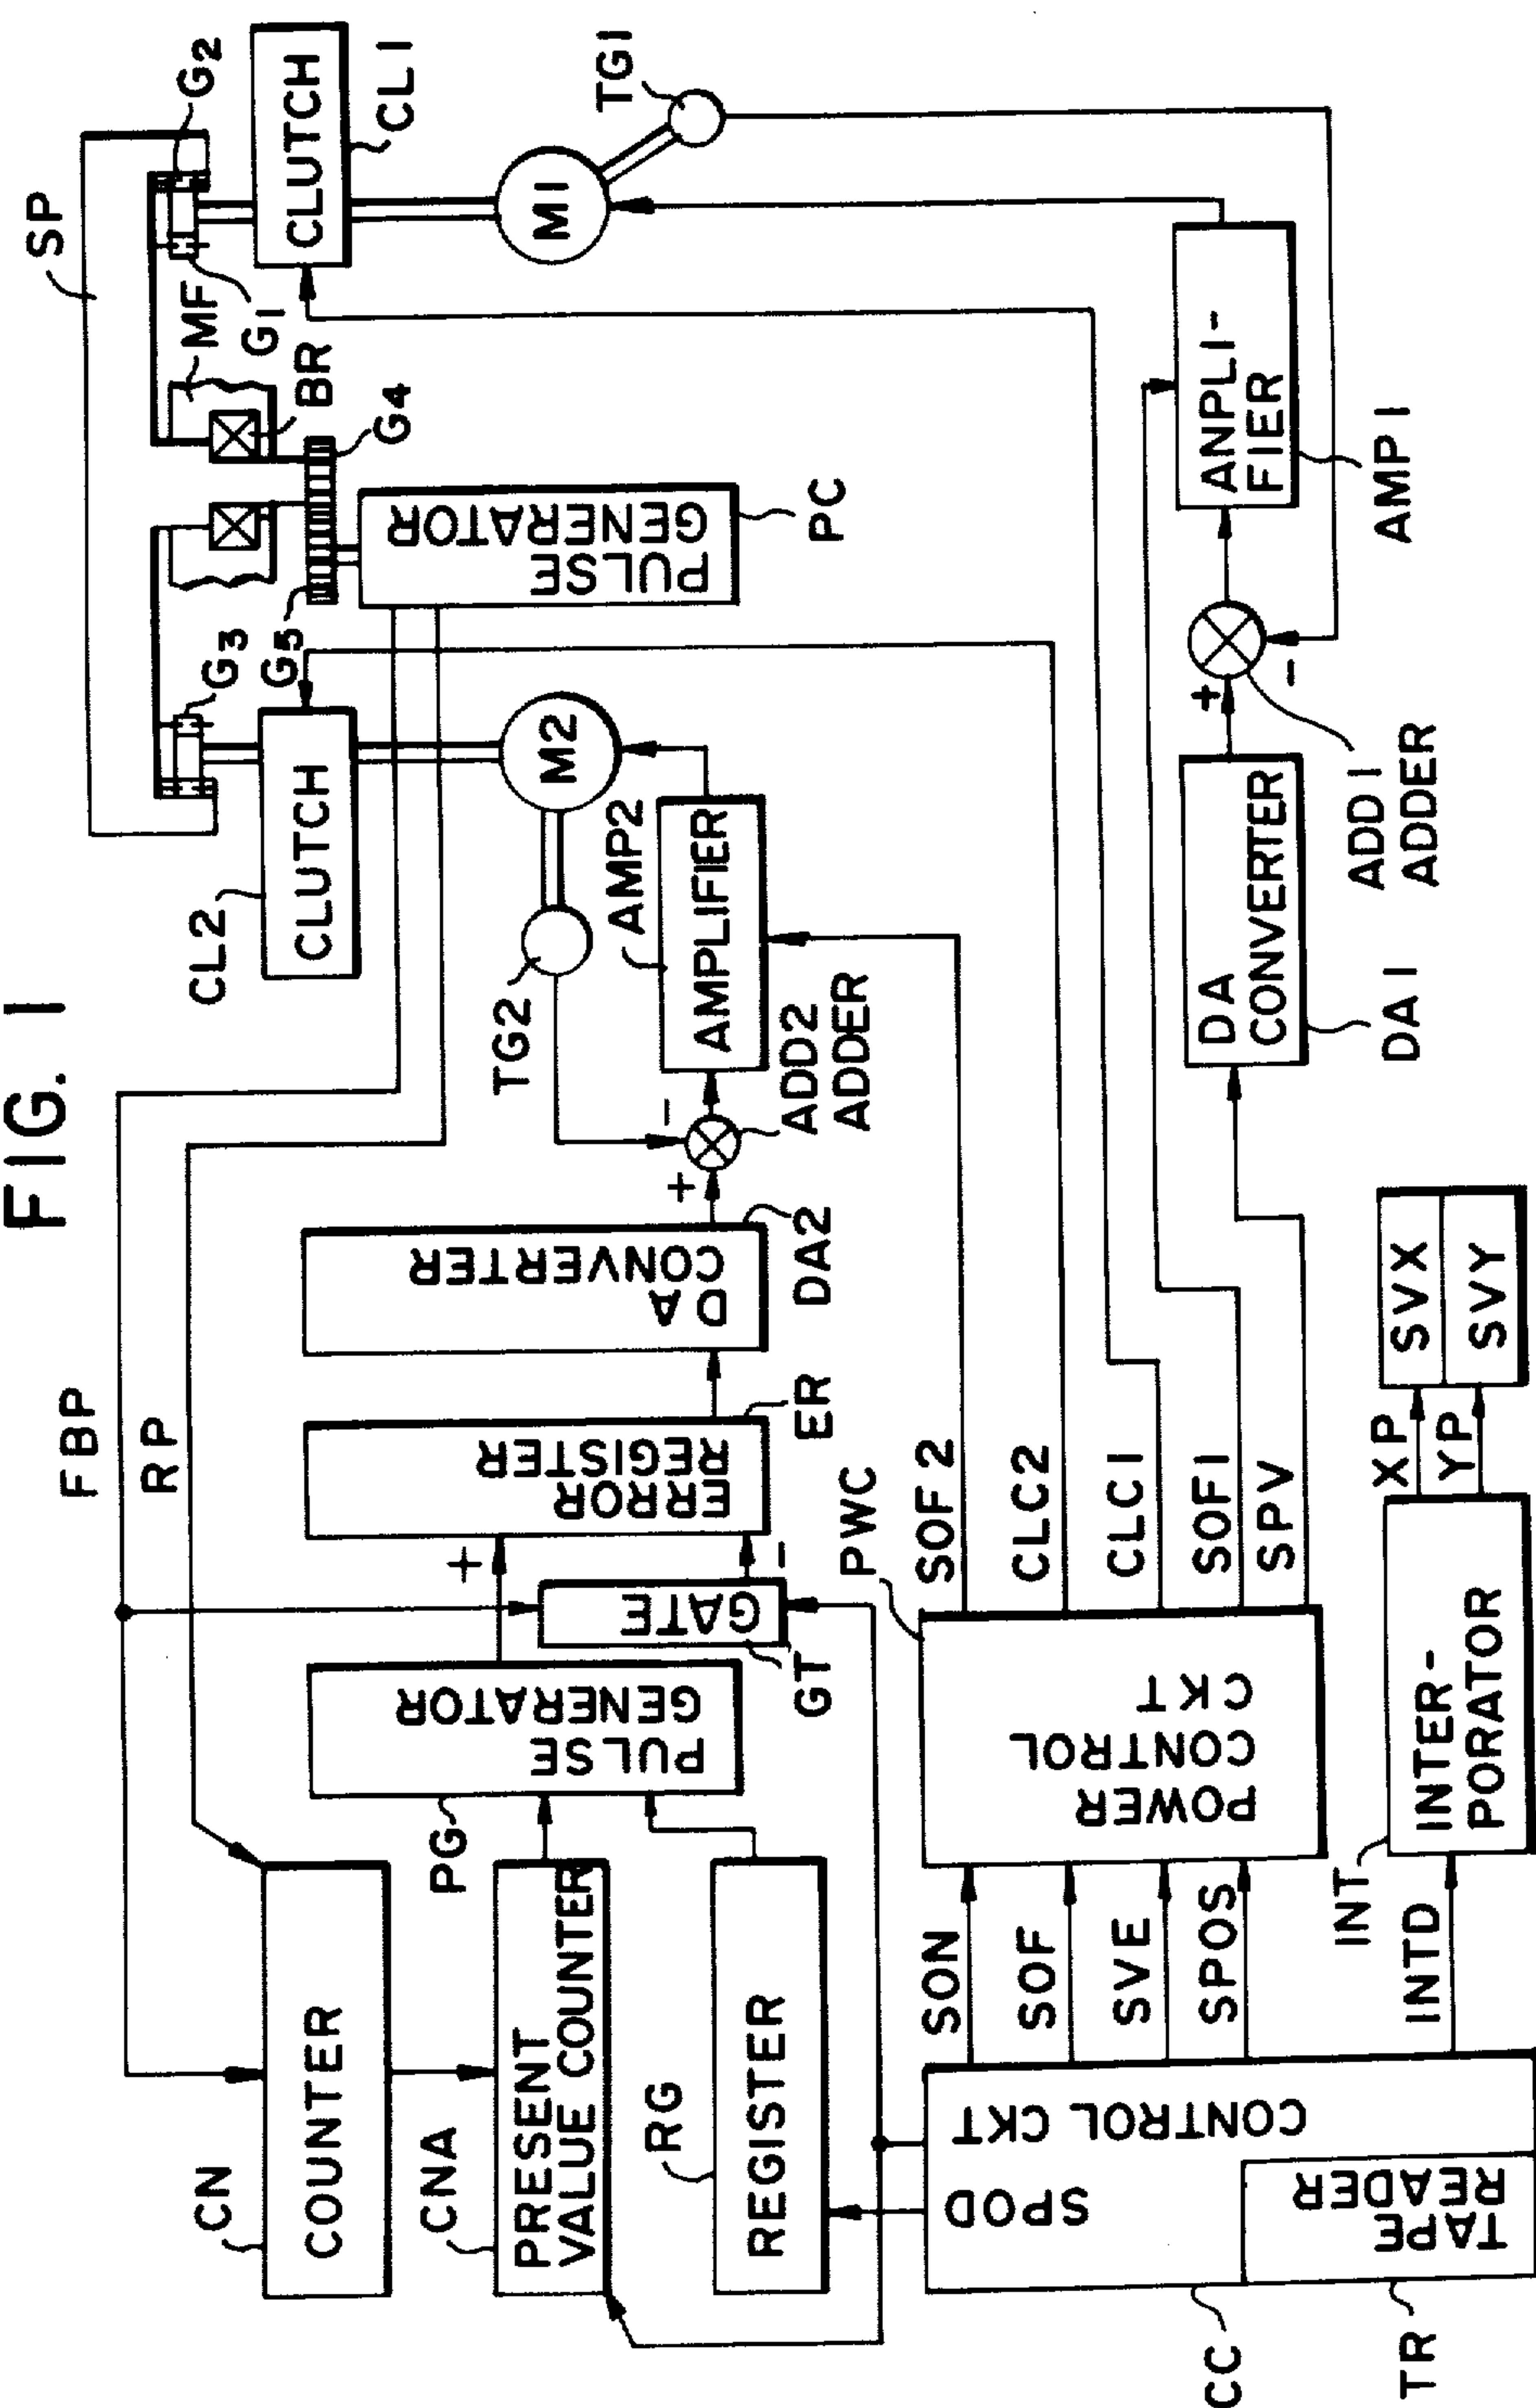 FIG. 1
SP
G2
CLUTCH
CL1
TG1
M1
MF
G1
BR
G4
G3
G5
PULSE
GENERATOR
PC
CL2
CLUTCH
M2
TG2
AMP2
AMPLIFIER
ADD2
ADDER
+
-
ANPLI-
FIER
AMP1
+
-
ADD1
ADDER
DA
CONVERTER
DA1
FBP
RP
DA
CONVERTER
DA2
ERROR
REGISTER
ER
+
-
GATE
GT
PULSE
GENERATOR
PG
CN
COUNTER
CNA
PRESENT
VALUE COUNTER
RG
REGISTER
PWC
POWER
CONTROL
CKT
SOF2
CLC2
CLC1
SOF1
SPV
SON
SOF
SVE
SPOS
INTD
INT
INTER-
PORATOR
XP
YP
SVX
SVY
SPOD
CONTROL CKT
TAPE
READER
CC
TR